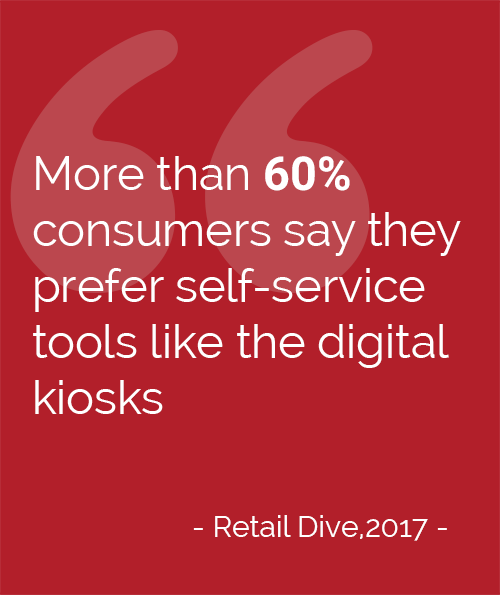 More than 60%
consumers say they
prefer self-service
tools like the digital
kiosks
- Retail Dive,2017 -